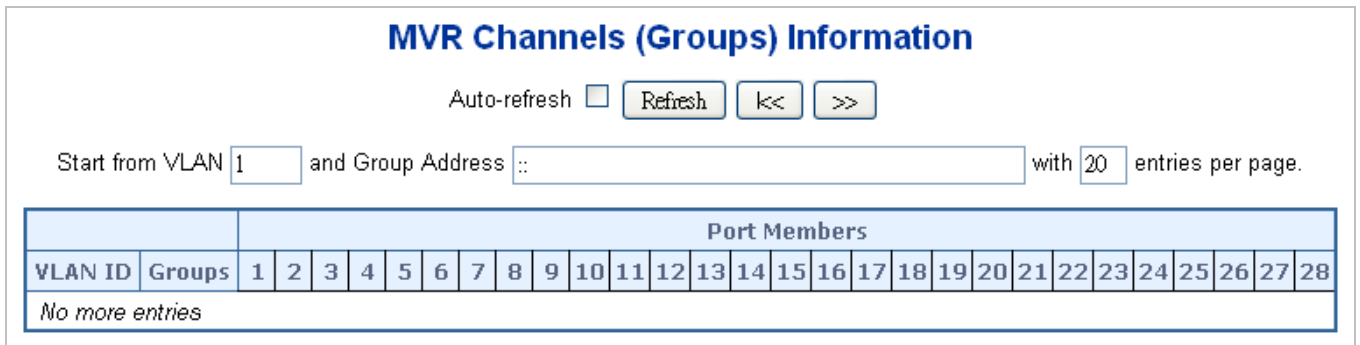 MVR Channels (Groups) Information
Auto-refresh Refresh |<< >>
Start from VLAN 1 and Group Address :: with 20 entries per page.
Port Members
VLAN ID Groups 1 2 3 4 5 6 7 8 9 10 11 12 13 14 15 16 17 18 19 20 21 22 23 24 25 26 27 28
No more entries